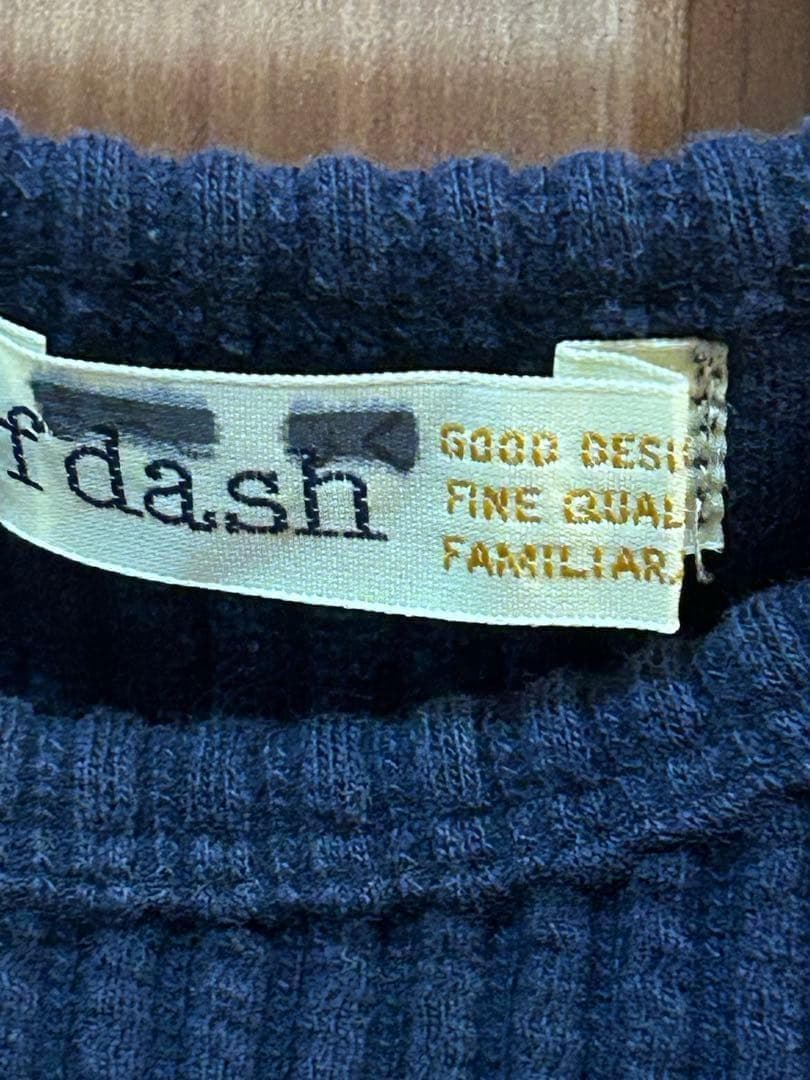 fdash
GOOD DESI
FINE QUAL
FAMILIAR